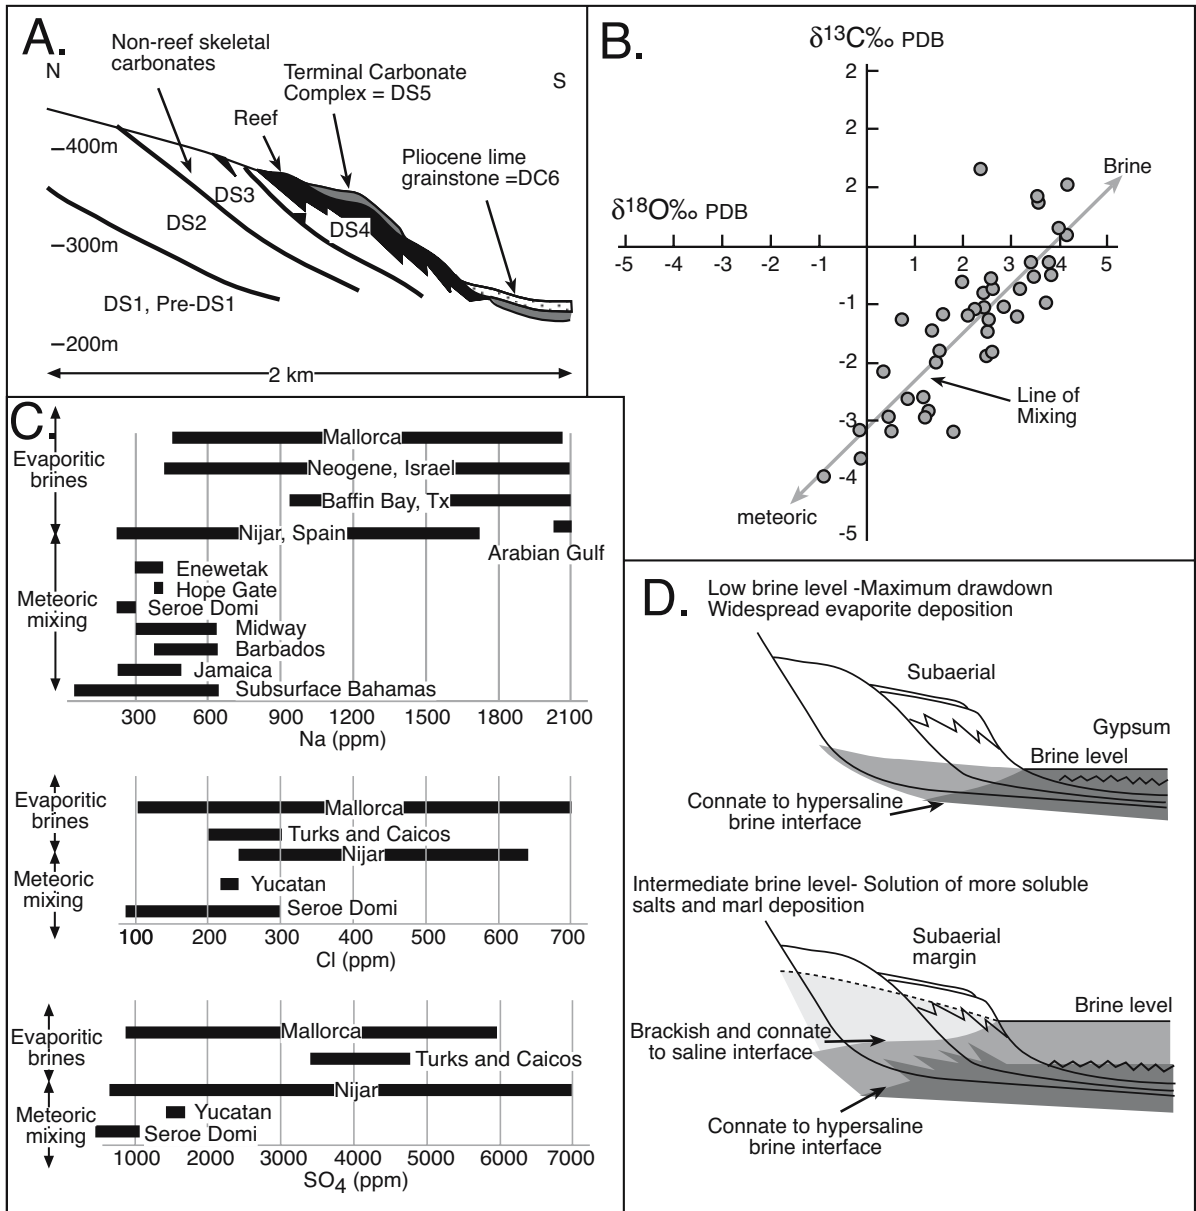 A.
N
S
Non-reef skeletal
carbonates
Terminal Carbonate
Complex = DS5
Reef
Pliocene lime
grainstone =DC6
–400m
DS3
DS2
DS4
–300m
DS1, Pre-DS1
–200m
2 km
B.
δ13C‰ PDB
2
2
2
Brine
δ18O‰ PDB
-5 -4 -3 -2 -1 1 2 3 4 5
-1
-2
Line of
Mixing
-3
-4
meteoric
-5
C.
Evaporitic
brines
Meteoric
mixing
Mallorca
Neogene, Israel
Baffin Bay, Tx
Nijar, Spain
Arabian Gulf
Enewetak
Hope Gate
Seroe Domi
Midway
Barbados
Jamaica
Subsurface Bahamas
300 600 900 1200 1500 1800 2100
Na (ppm)
Evaporitic
brines
Meteoric
mixing
Mallorca
Turks and Caicos
Nijar
Yucatan
Seroe Domi
100 200 300 400 500 600 700
Cl (ppm)
Evaporitic
brines
Meteoric
mixing
Mallorca
Turks and Caicos
Nijar
Yucatan
Seroe Domi
1000 2000 3000 4000 5000 6000 7000
SO4 (ppm)
D.
Low brine level -Maximum drawdown
Widespread evaporite deposition
Subaerial
Gypsum
Brine level
Connate to hypersaline
brine interface
Intermediate brine level- Solution of more soluble
salts and marl deposition
Subaerial
margin
Brine level
Brackish and connate
to saline interface
Connate to hypersaline
brine interface